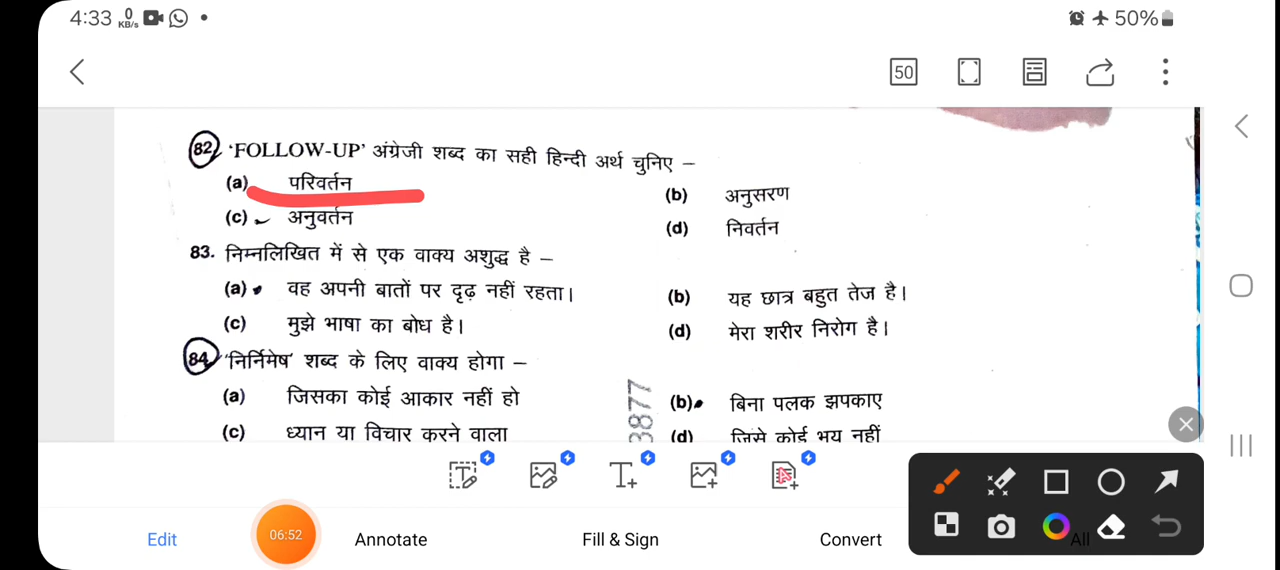 4:33 0 KB/s 50%
50
82. 'FOLLOW-UP' अंग्रेजी शब्द का सही हिन्दी अर्थ चुनिए –
(a) परिवर्तन (b) अनुसरण
(c) अनुवर्तन (d) निवर्तन
83. निम्नलिखित में से एक वाक्य अशुद्ध है –
(a) वह अपनी बातों पर दृढ़ नहीं रहता। (b) यह छात्र बहुत तेज है।
(c) मुझे भाषा का बोध है। (d) मेरा शरीर निरोग है।
84. 'निर्निमेष' शब्द के लिए वाक्य होगा –
(a) जिसका कोई आकार नहीं हो (b) बिना पलक झपकाए
(c) ध्यान या विचार करने वाला (d) जिसे कोई भय नहीं
3877
Edit 06:52 Annotate Fill & Sign Convert All